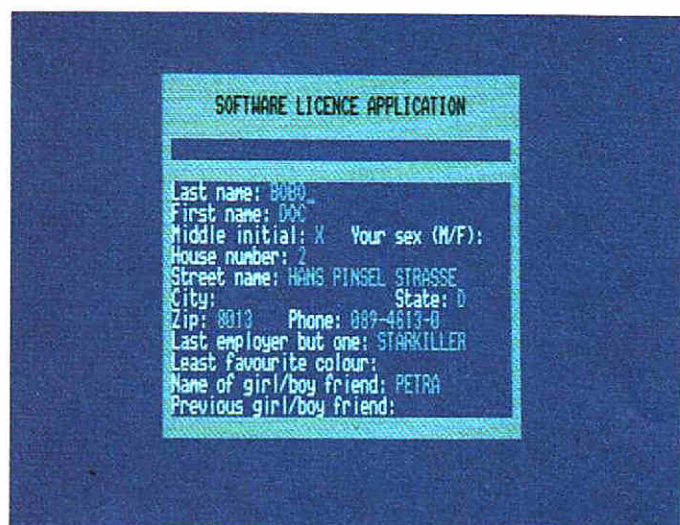 SOFTWARE LICENCE APPLICATION
Last name: BOBO_
First name: DOC
Middle initial: X Your sex (M/F):
House number: 2
Street name: HANS PINSEL STRASSE
City: State: D
Zip: 8013 Phone: 089-4613-0
Last employer but one: STARKILLER
Least favourite colour:
Name of girl/boy friend: PETRA
Previous girl/boy friend: